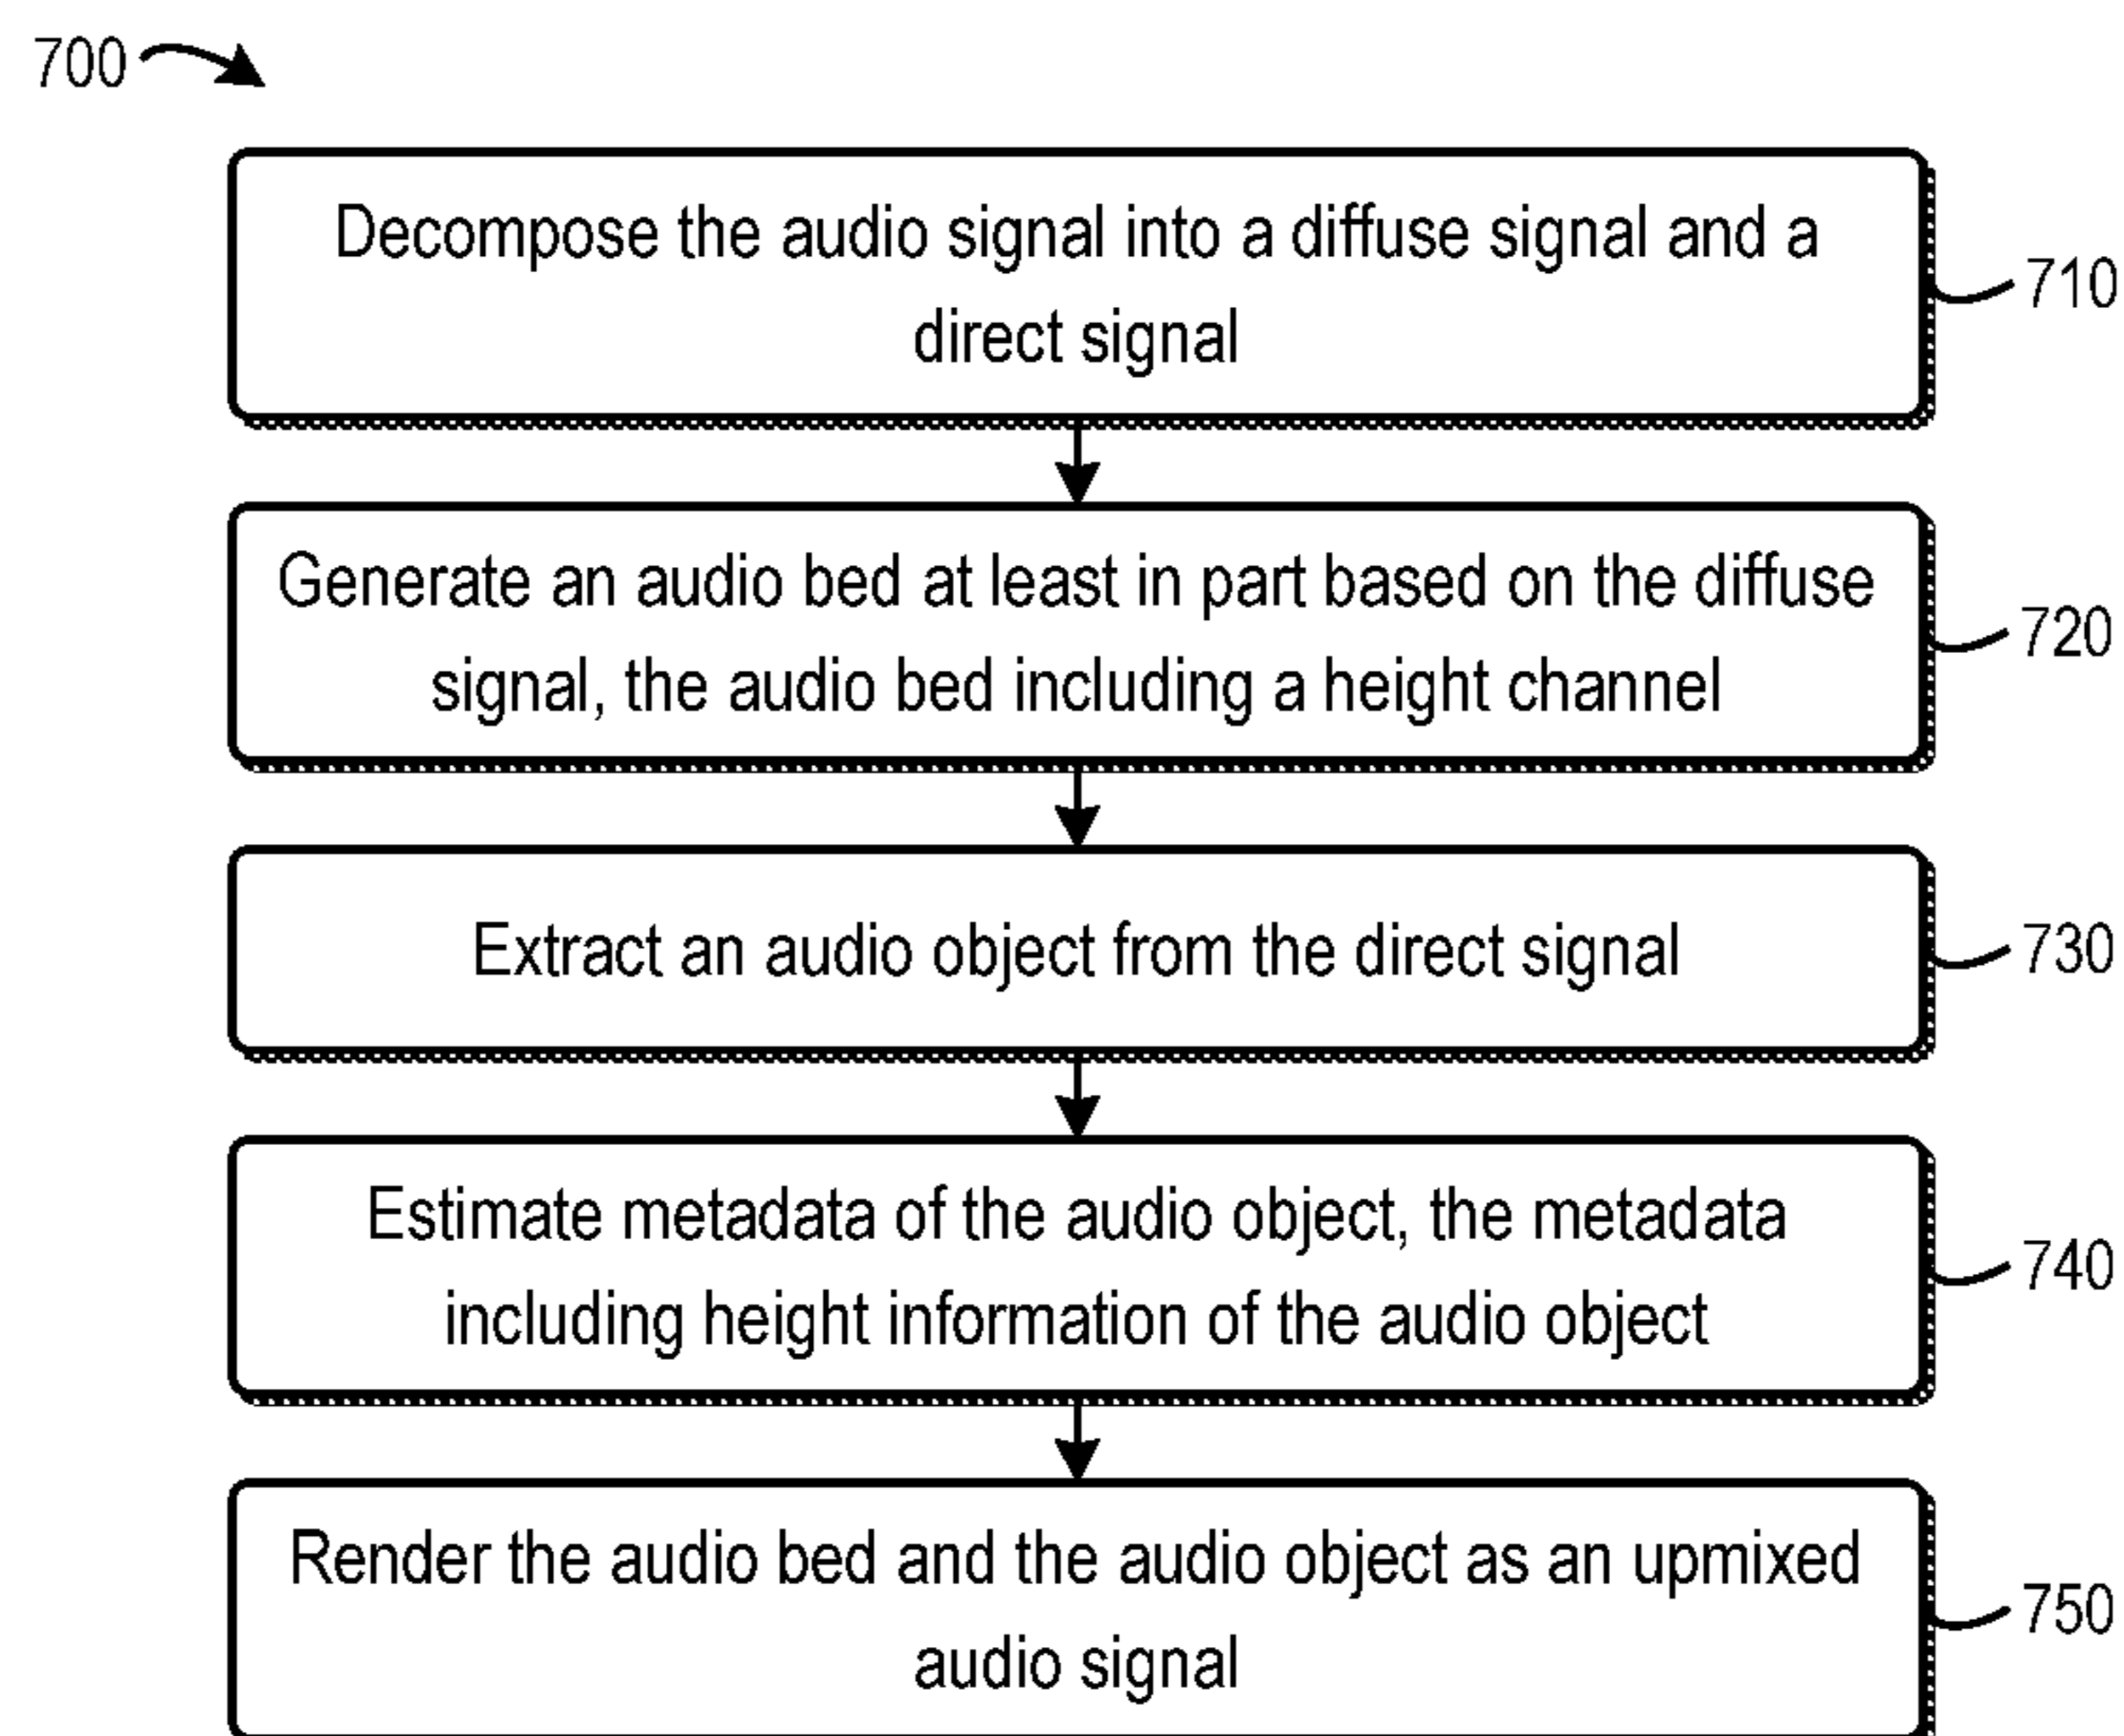 700
Decompose the audio signal into a diffuse signal and a
direct signal
710
Generate an audio bed at least in part based on the diffuse
signal, the audio bed including a height channel
720
Extract an audio object from the direct signal
730
Estimate metadata of the audio object, the metadata
including height information of the audio object
740
Render the audio bed and the audio object as an upmixed
audio signal
750